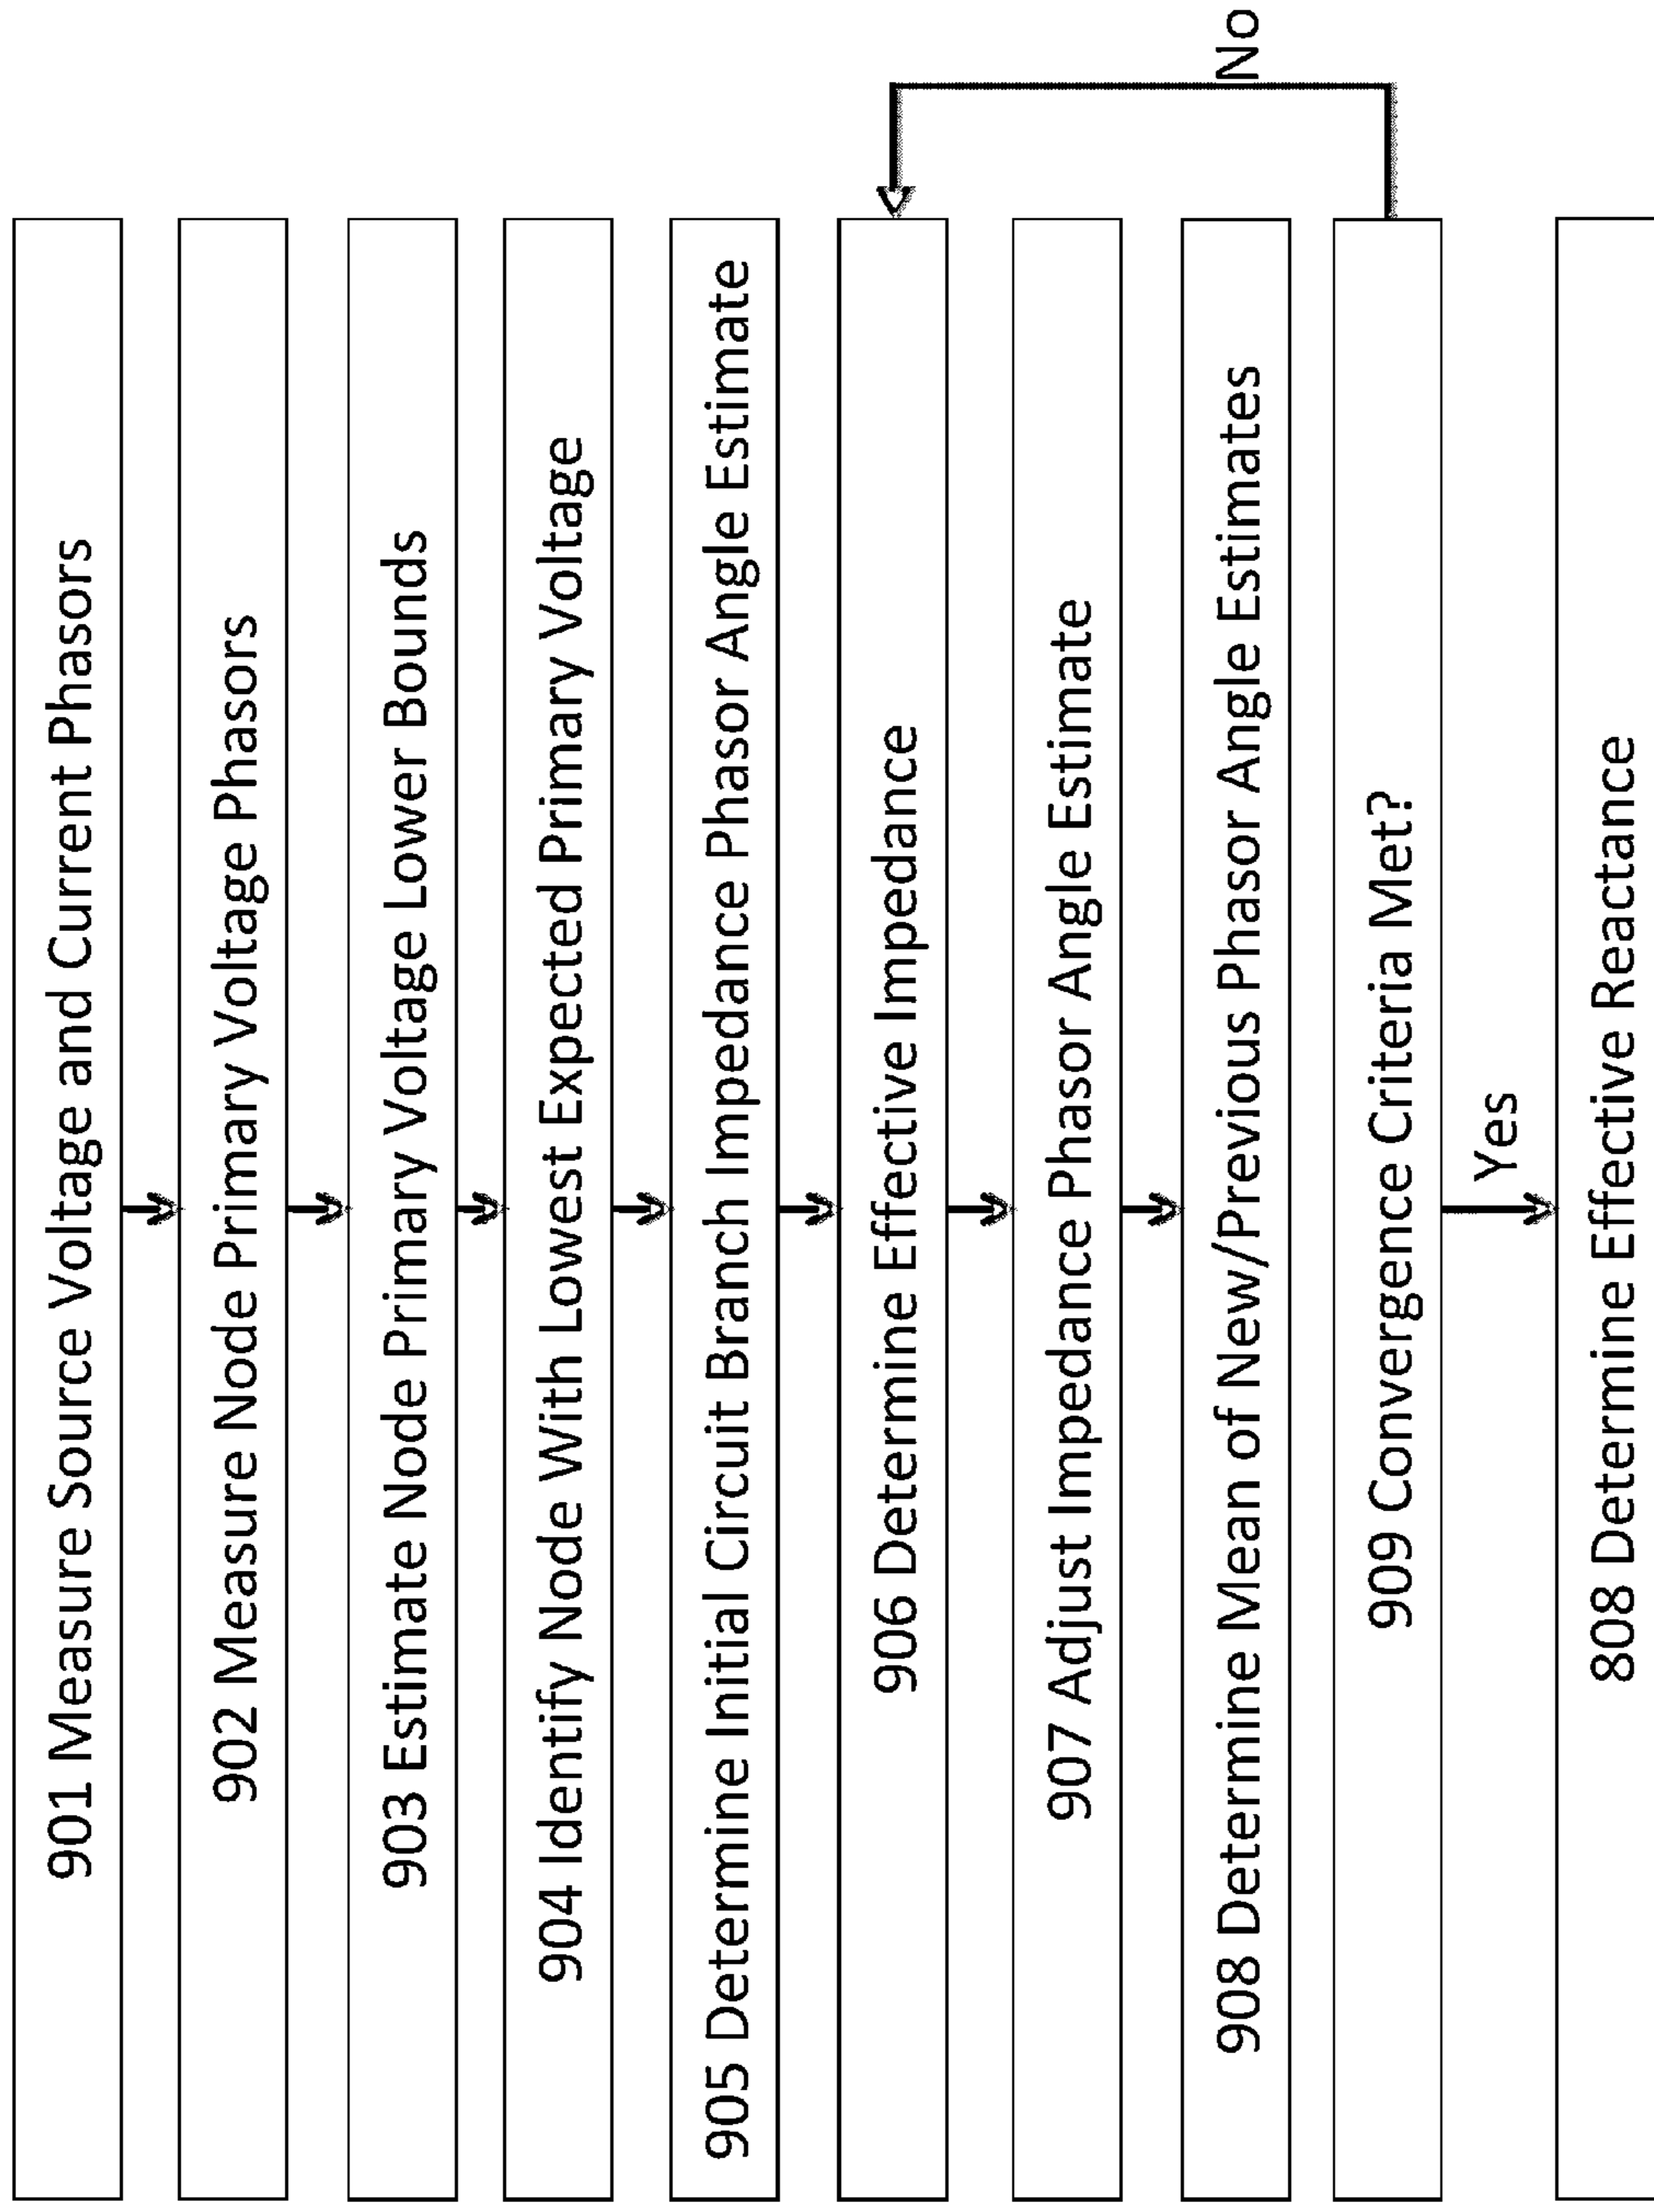 901 Measure Source Voltage and Current Phasors
902 Measure Node Primary Voltage Phasors
903 Estimate Node Primary Voltage Lower Bounds
904 Identify Node With Lowest Expected Primary Voltage
905 Determine Initial Circuit Branch Impedance Phasor Angle Estimate
906 Determine Effective Impedance
907 Adjust Impedance Phasor Angle Estimate
908 Determine Mean of New/Previous Phasor Angle Estimates
909 Convergence Criteria Met?
No
Yes
808 Determine Effective Reactance